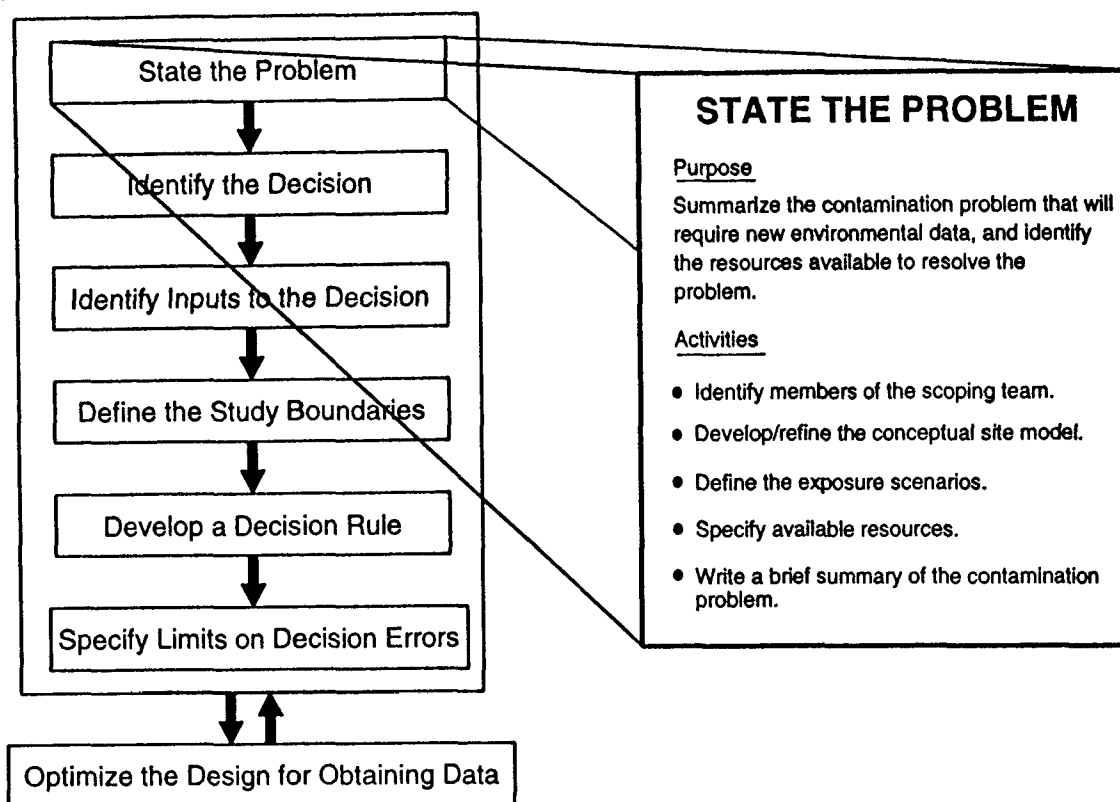 State the Problem
Identify the Decision
Identify Inputs to the Decision
Define the Study Boundaries
Develop a Decision Rule
Specify Limits on Decision Errors
Optimize the Design for Obtaining Data
STATE THE PROBLEM
Purpose
Summarize the contamination problem that will
require new environmental data, and identify
the resources available to resolve the
problem.
Activities
• Identify members of the scoping team.
• Develop/refine the conceptual site model.
• Define the exposure scenarios.
• Specify available resources.
• Write a brief summary of the contamination
problem.